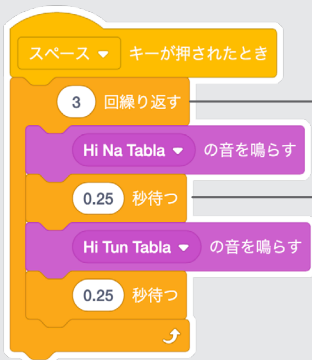 スペース キーが押されたとき
3 回繰り返す
Hi Na Tabla の音を鳴らす
0.25 秒待つ
Hi Tun Tabla の音を鳴らす
0.25 秒待つ